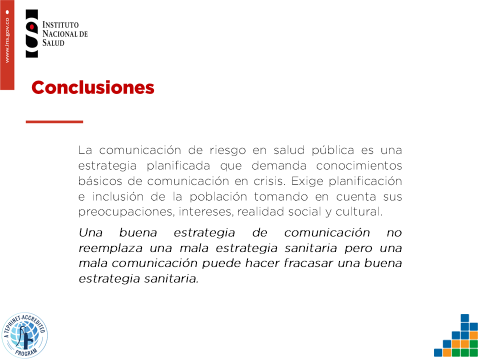 www.ins.gov.co
INSTITUTO
NACIONAL DE
SALUD
Conclusiones
La comunicación de riesgo en salud pública es una
estrategia planificada que demanda conocimientos
básicos de comunicación en crisis. Exige planificación
e inclusión de la población tomando en cuenta sus
preocupaciones, intereses, realidad social y cultural.
Una buena estrategia de comunicación no
reemplaza una mala estrategia sanitaria pero una
mala comunicación puede hacer fracasar una buena
estrategia sanitaria.
A TEPHINET ACCREDITED
PROGRAM